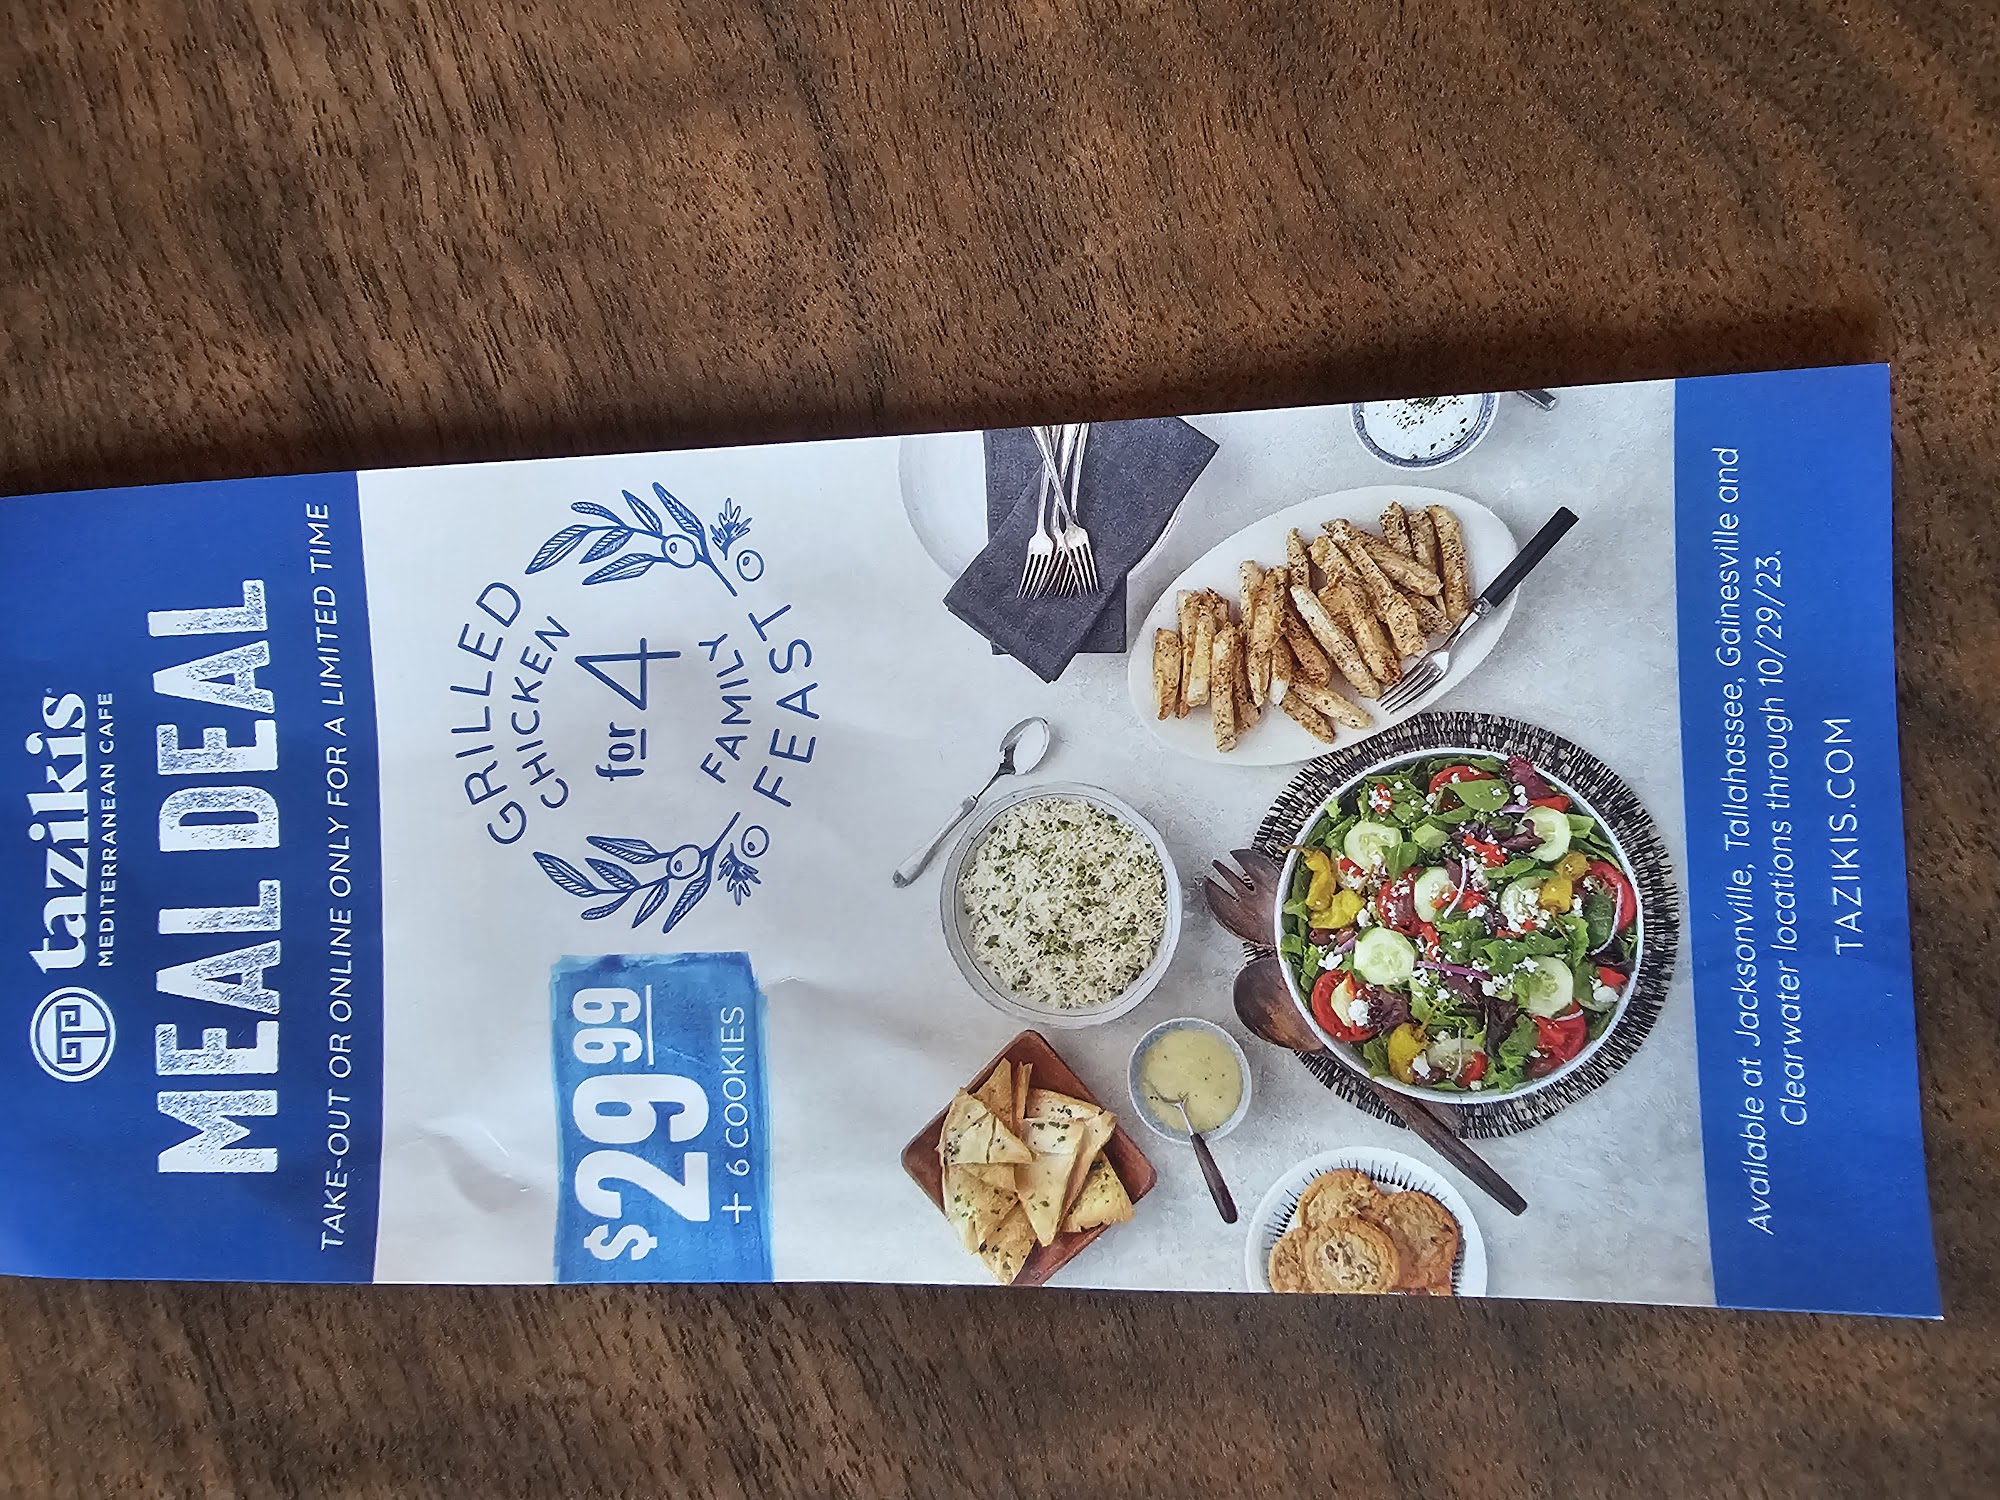 tazikis
MEDITERRANEAN CAFE
MEAL DEAL
TAKE-OUT OR ONLINE ONLY FOR A LIMITED TIME
GRILLED
CHICKEN
for 4
FAMILY
FEAST
$29 99
+ 6 COOKIES
Available at Jacksonville, Tallahassee, Gainesville and
Clearwater locations through 10/29/23.
TAZIKIS.COM